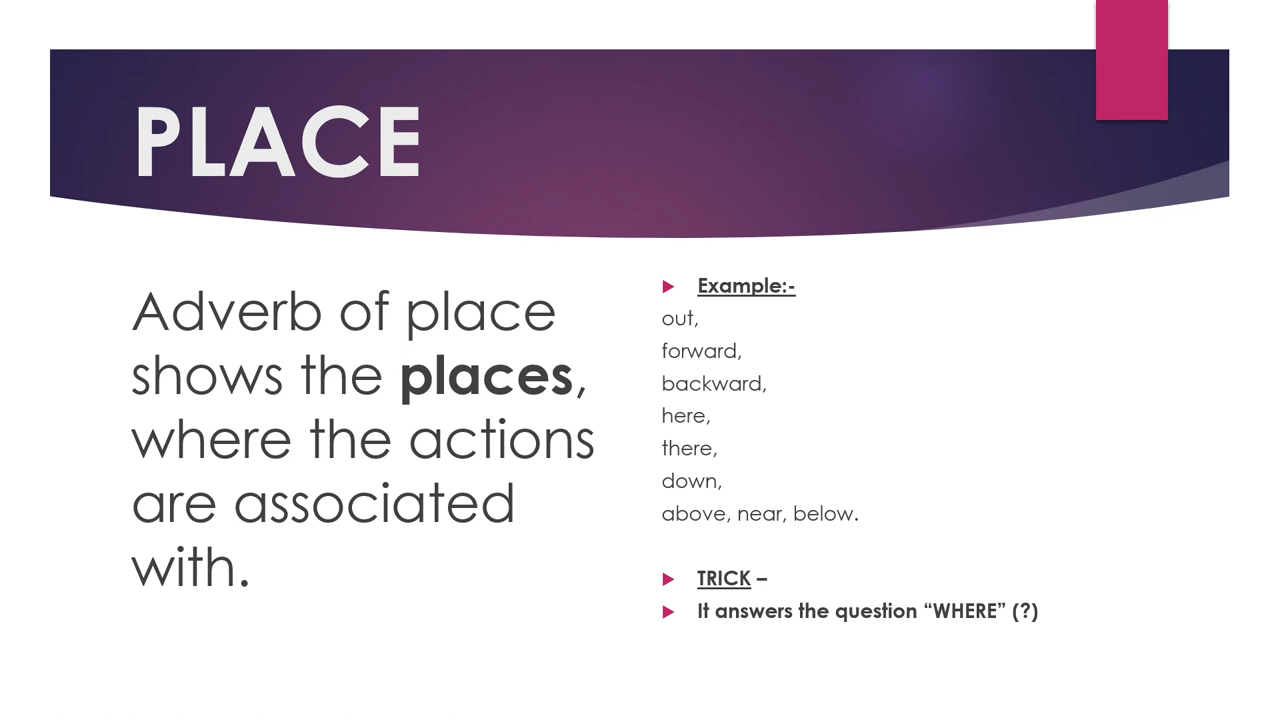 PLACE
Adverb of place
shows the places,
where the actions
are associated
with.
Example:-
out,
forward,
backward,
here,
there,
down,
above, near, below.
TRICK –
It answers the question “WHERE” (?)